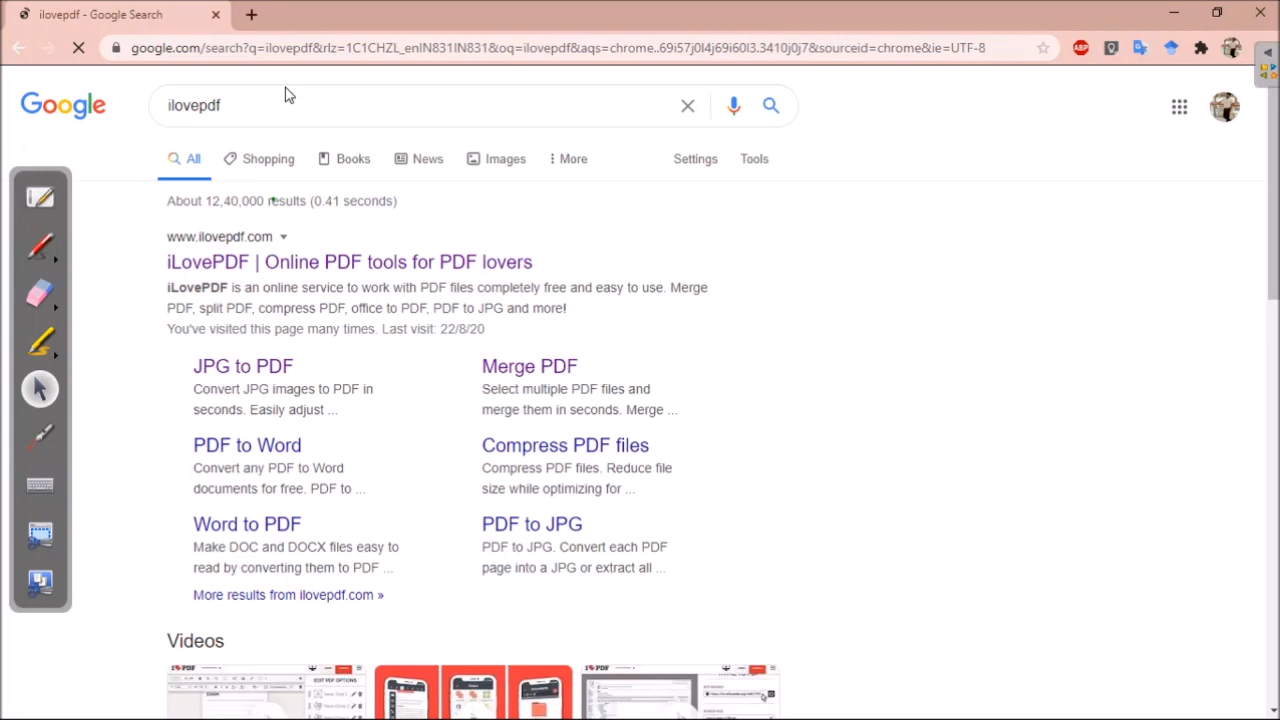 ilovepdf - Google Search
google.com/search?q=ilovepdf&rlz=1C1CHZL_enIN831IN831&oq=ilovepdf&aqs=chrome..69i57j0l4j69i60l3.3410j0j7&sourceid=chrome&ie=UTF-8
ABP
Google
ilovepdf
All Shopping Books News Images More Settings Tools
About 12,40,000 results (0.41 seconds)
www.ilovepdf.com
iLovePDF | Online PDF tools for PDF lovers
iLovePDF is an online service to work with PDF files completely free and easy to use. Merge
PDF, split PDF, compress PDF, office to PDF, PDF to JPG and more!
You've visited this page many times. Last visit: 22/8/20
JPG to PDF
Convert JPG images to PDF in
seconds. Easily adjust ...
Merge PDF
Select multiple PDF files and
merge them in seconds. Merge ...
PDF to Word
Convert any PDF to Word
documents for free. PDF to ...
Compress PDF files
Compress PDF files. Reduce file
size while optimizing for ...
Word to PDF
Make DOC and DOCX files easy to
read by converting them to PDF ...
PDF to JPG
PDF to JPG. Convert each PDF
page into a JPG or extract all ...
More results from ilovepdf.com »
Videos